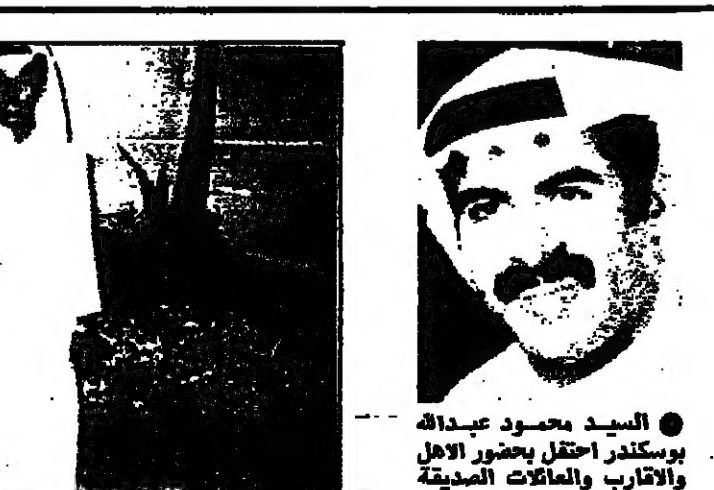 ● السيد محمود عبدالله
بوسكندر احتفل بحضور الاهل
والاقارب والعائلات الصديقة